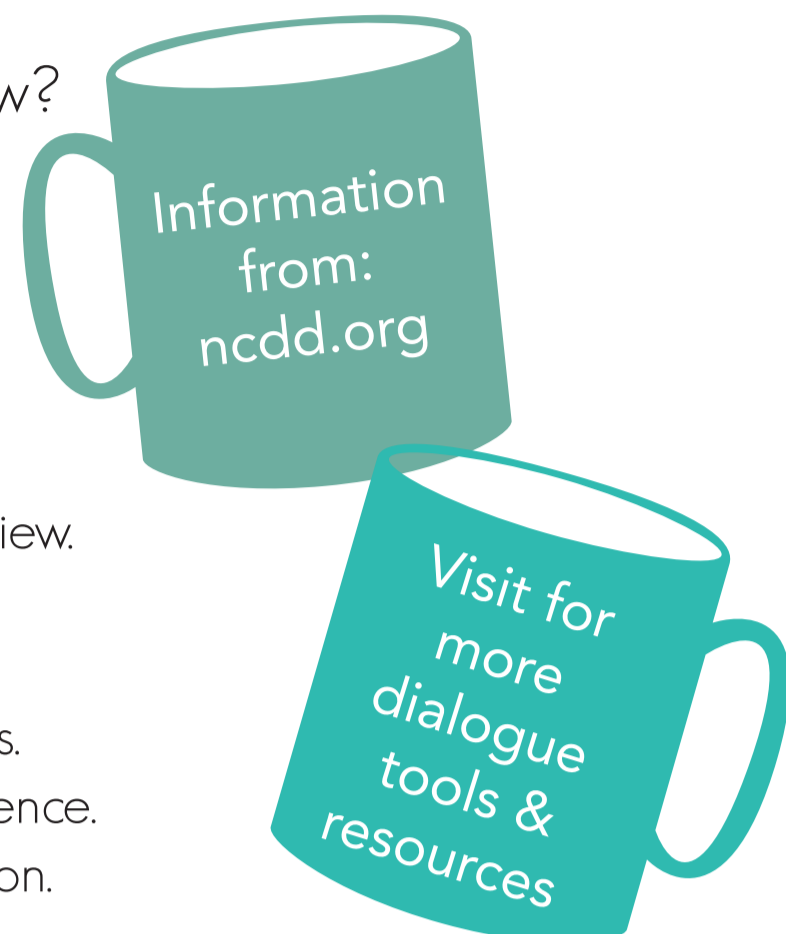 w?
Information
from:
ncdd.org
iew.
Visit for
more
dialogue
s.
tools &
ence.
resources
on.